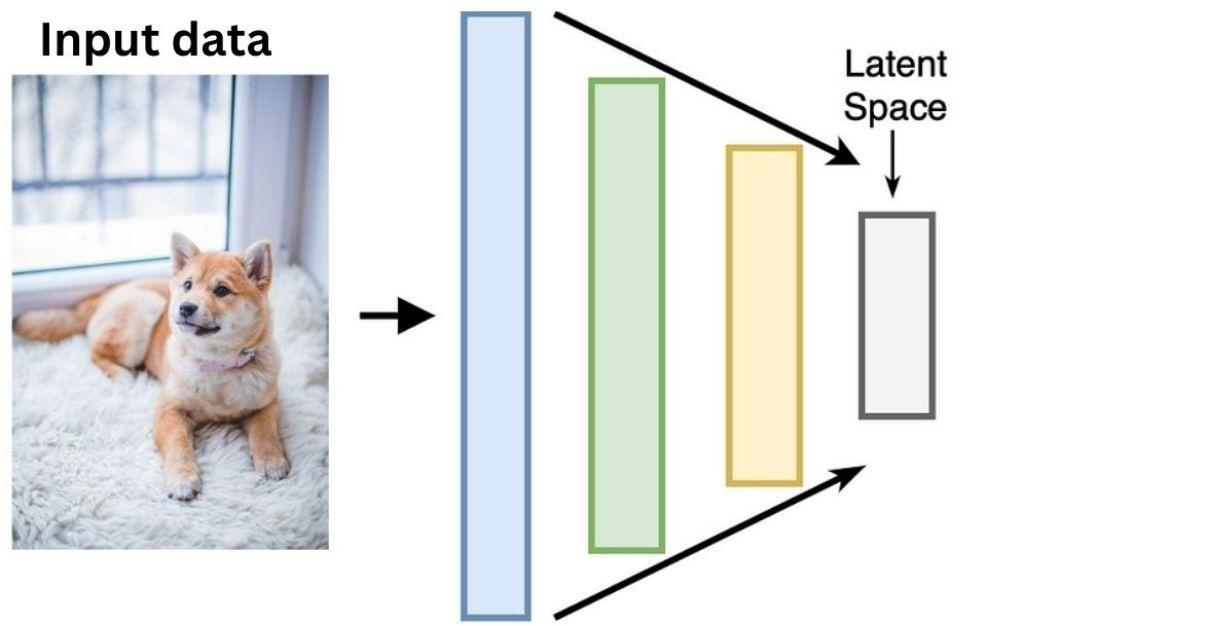 Input data
Latent
Space